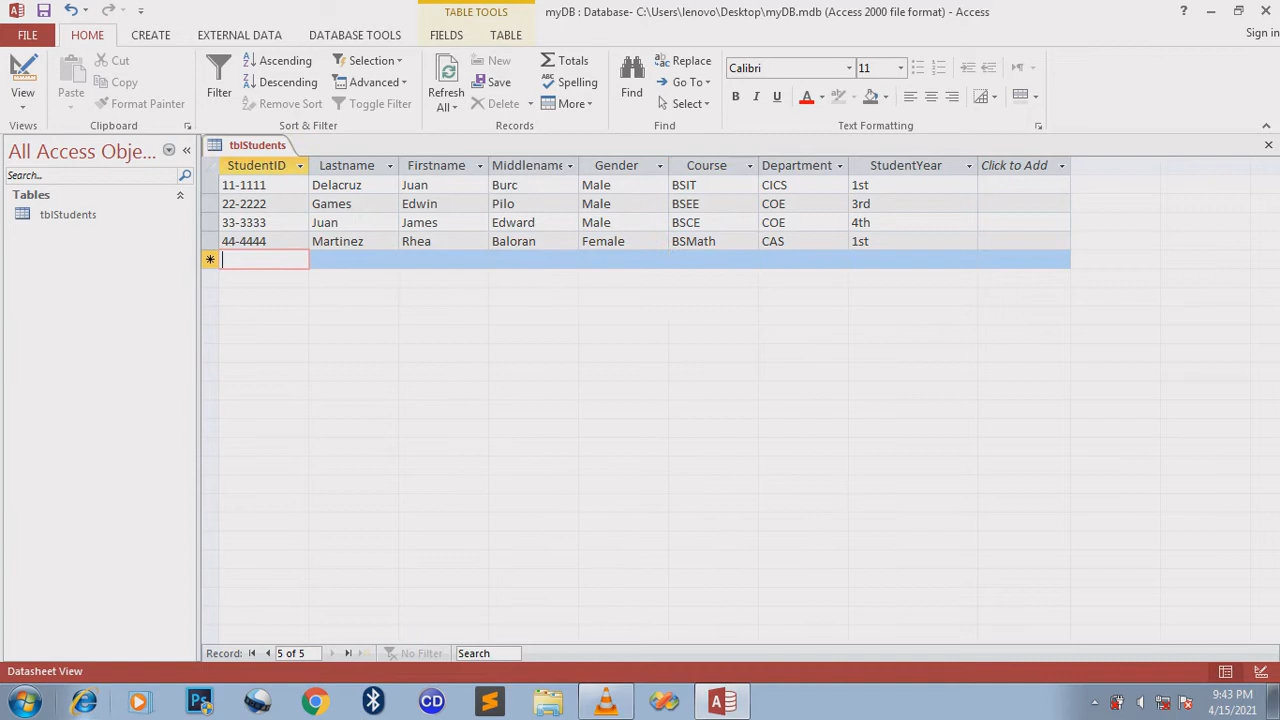 TABLE TOOLS
myDB : Database- C:\Users\lenovo\Desktop\myDB.mdb (Access 2000 file format) - Access
?
Sign in
FILE HOME CREATE EXTERNAL DATA DATABASE TOOLS FIELDS TABLE
View
Views
Paste
Cut
Copy
Format Painter
Clipboard
Filter
Ascending
Descending
Remove Sort
Selection
Advanced
Toggle Filter
Sort & Filter
Refresh
All
New
Save
Delete
Totals
Spelling
More
Records
Find
Replace
Go To
Select
Find
Calibri 11
B I U A
Text Formatting
All Access Obje...
Search...
Tables
tblStudents
tblStudents
StudentID Lastname Firstname Middlename Gender Course Department StudentYear Click to Add
11-1111 Delacruz Juan Burc Male BSIT CICS 1st
22-2222 Games Edwin Pilo Male BSEE COE 3rd
33-3333 Juan James Edward Male BSCE COE 4th
44-4444 Martinez Rhea Baloran Female BSMath CAS 1st
Record: 5 of 5 No Filter Search
Datasheet View
Ps
CD
9:43 PM
4/15/2021